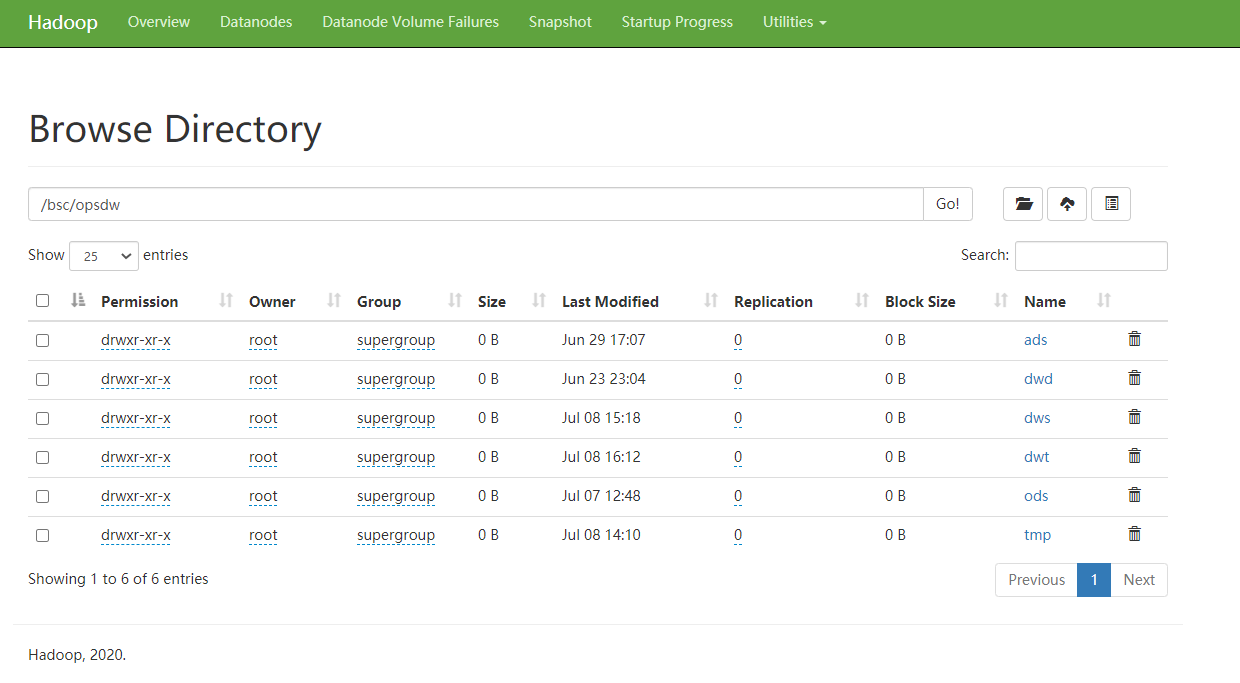 Hadoop Overview Datanodes Datanode Volume Failures Snapshot Startup Progress Utilities
Browse Directory
/bsc/opsdw Go!
Show 25 entries Search:
Permission Owner Group Size Last Modified Replication Block Size Name
drwxr-xr-x root supergroup 0 B Jun 29 17:07 0 0 B ads
drwxr-xr-x root supergroup 0 B Jun 23 23:04 0 0 B dwd
drwxr-xr-x root supergroup 0 B Jul 08 15:18 0 0 B dws
drwxr-xr-x root supergroup 0 B Jul 08 16:12 0 0 B dwt
drwxr-xr-x root supergroup 0 B Jul 07 12:48 0 0 B ods
drwxr-xr-x root supergroup 0 B Jul 08 14:10 0 0 B tmp
Showing 1 to 6 of 6 entries Previous 1 Next
Hadoop, 2020.